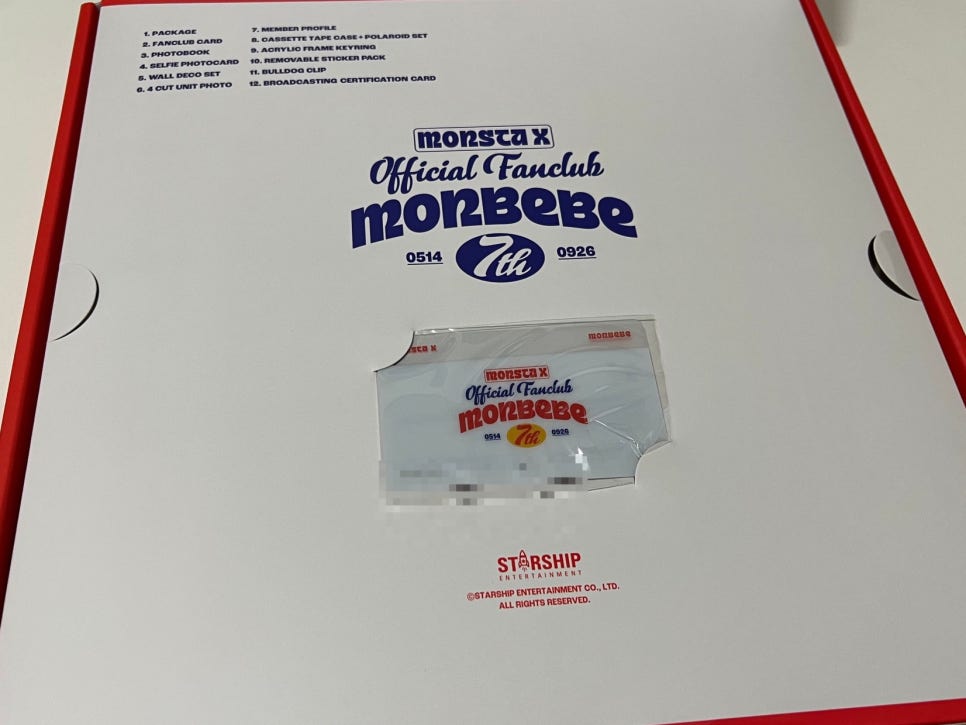 1. PACKAGE
2. FANCLUB CARD
3. PHOTOBOOK
4. SELFIE PHOTOCARD
5. WALL DECO SET
6. 4 CUT UNIT PHOTO
7. MEMBER PROFILE
8. CASSETTE TAPE CASE+POLAROID SET
9. ACRYLIC FRAME KEYRING
10. REMOVABLE STICKER PACK
11. BULLDOG CLIP
12. BROADCASTING CERTIFICATION CARD
MONSTA X
Official Fanclub
MONBEBE
0514 7th 0926
STA X MONBEBE
MONSTA X
Official Fanclub
MONBEBE
0514 7th 0926
STARSHIP
ENTERTAINMENT
©STARSHIP ENTERTAINMENT CO., LTD.
ALL RIGHTS RESERVED.